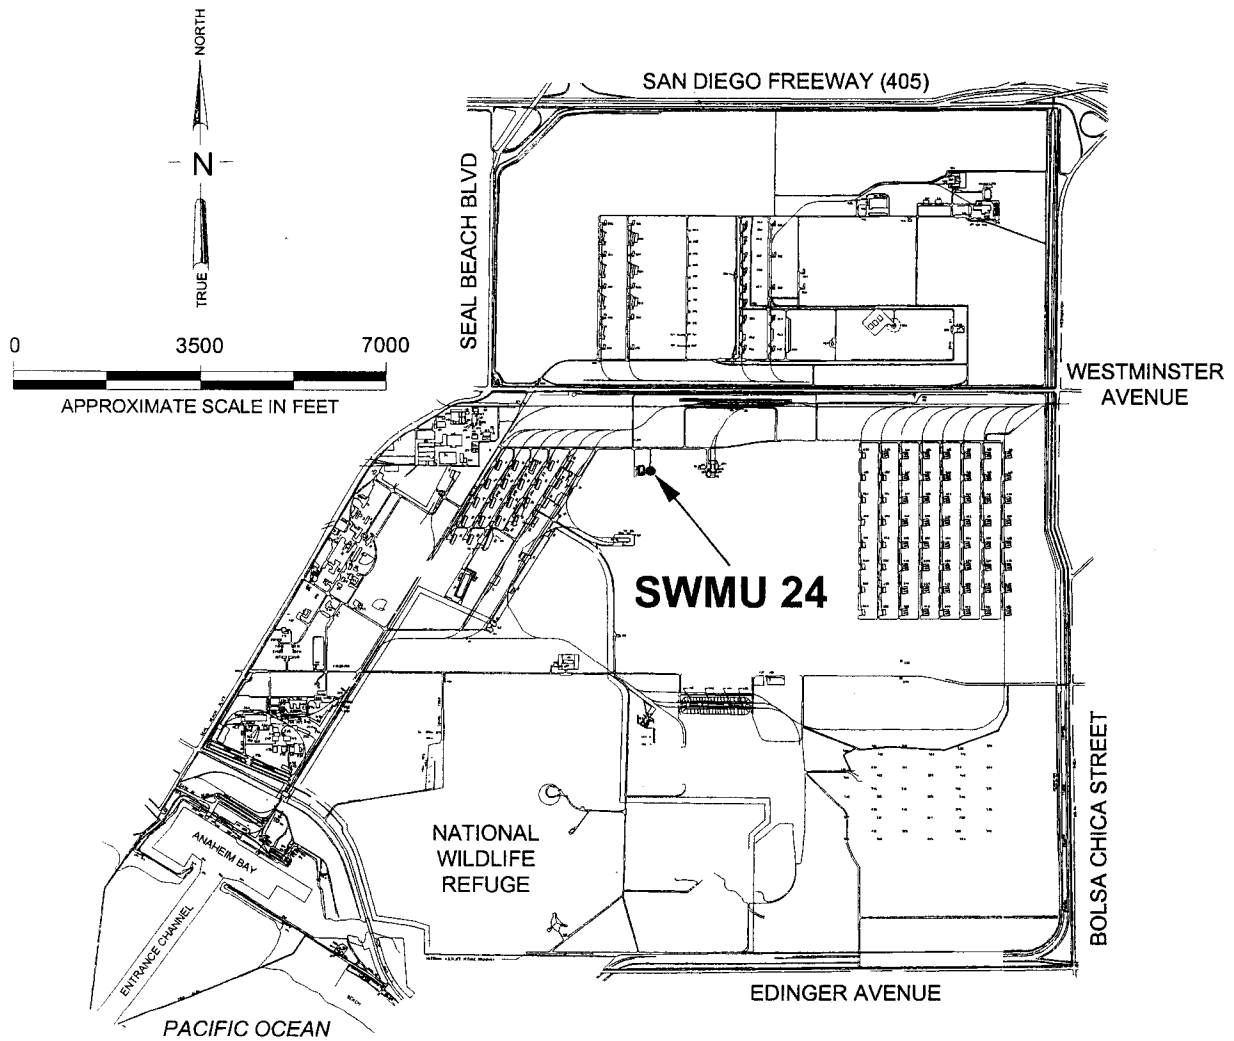 NORTH
N
TRUE
SAN DIEGO FREEWAY (405)
SEAL BEACH BLVD
0 3500 7000
APPROXIMATE SCALE IN FEET
WESTMINSTER
AVENUE
SWMU 24
BOLSA CHICA STREET
NATIONAL
WILDLIFE
REFUGE
ANAHEIM BAY
ENTRANCE CHANNEL
BEACH
EDINGER AVENUE
PACIFIC OCEAN